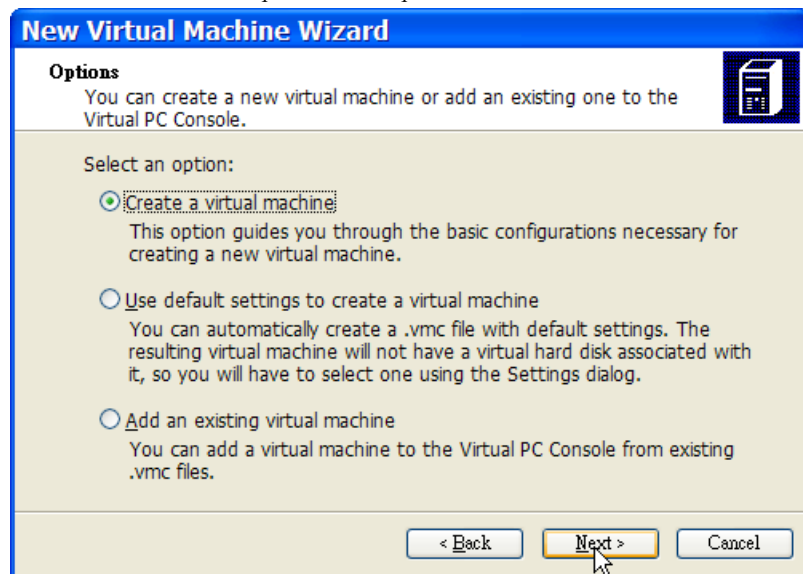 New Virtual Machine Wizard
Options
You can create a new virtual machine or add an existing one to the
Virtual PC Console.
Select an option:
Create a virtual machine
This option guides you through the basic configurations necessary for
creating a new virtual machine.
Use default settings to create a virtual machine
You can automatically create a .vmc file with default settings. The
resulting virtual machine will not have a virtual hard disk associated with
it, so you will have to select one using the Settings dialog.
Add an existing virtual machine
You can add a virtual machine to the Virtual PC Console from existing
.vmc files.
< Back Next > Cancel